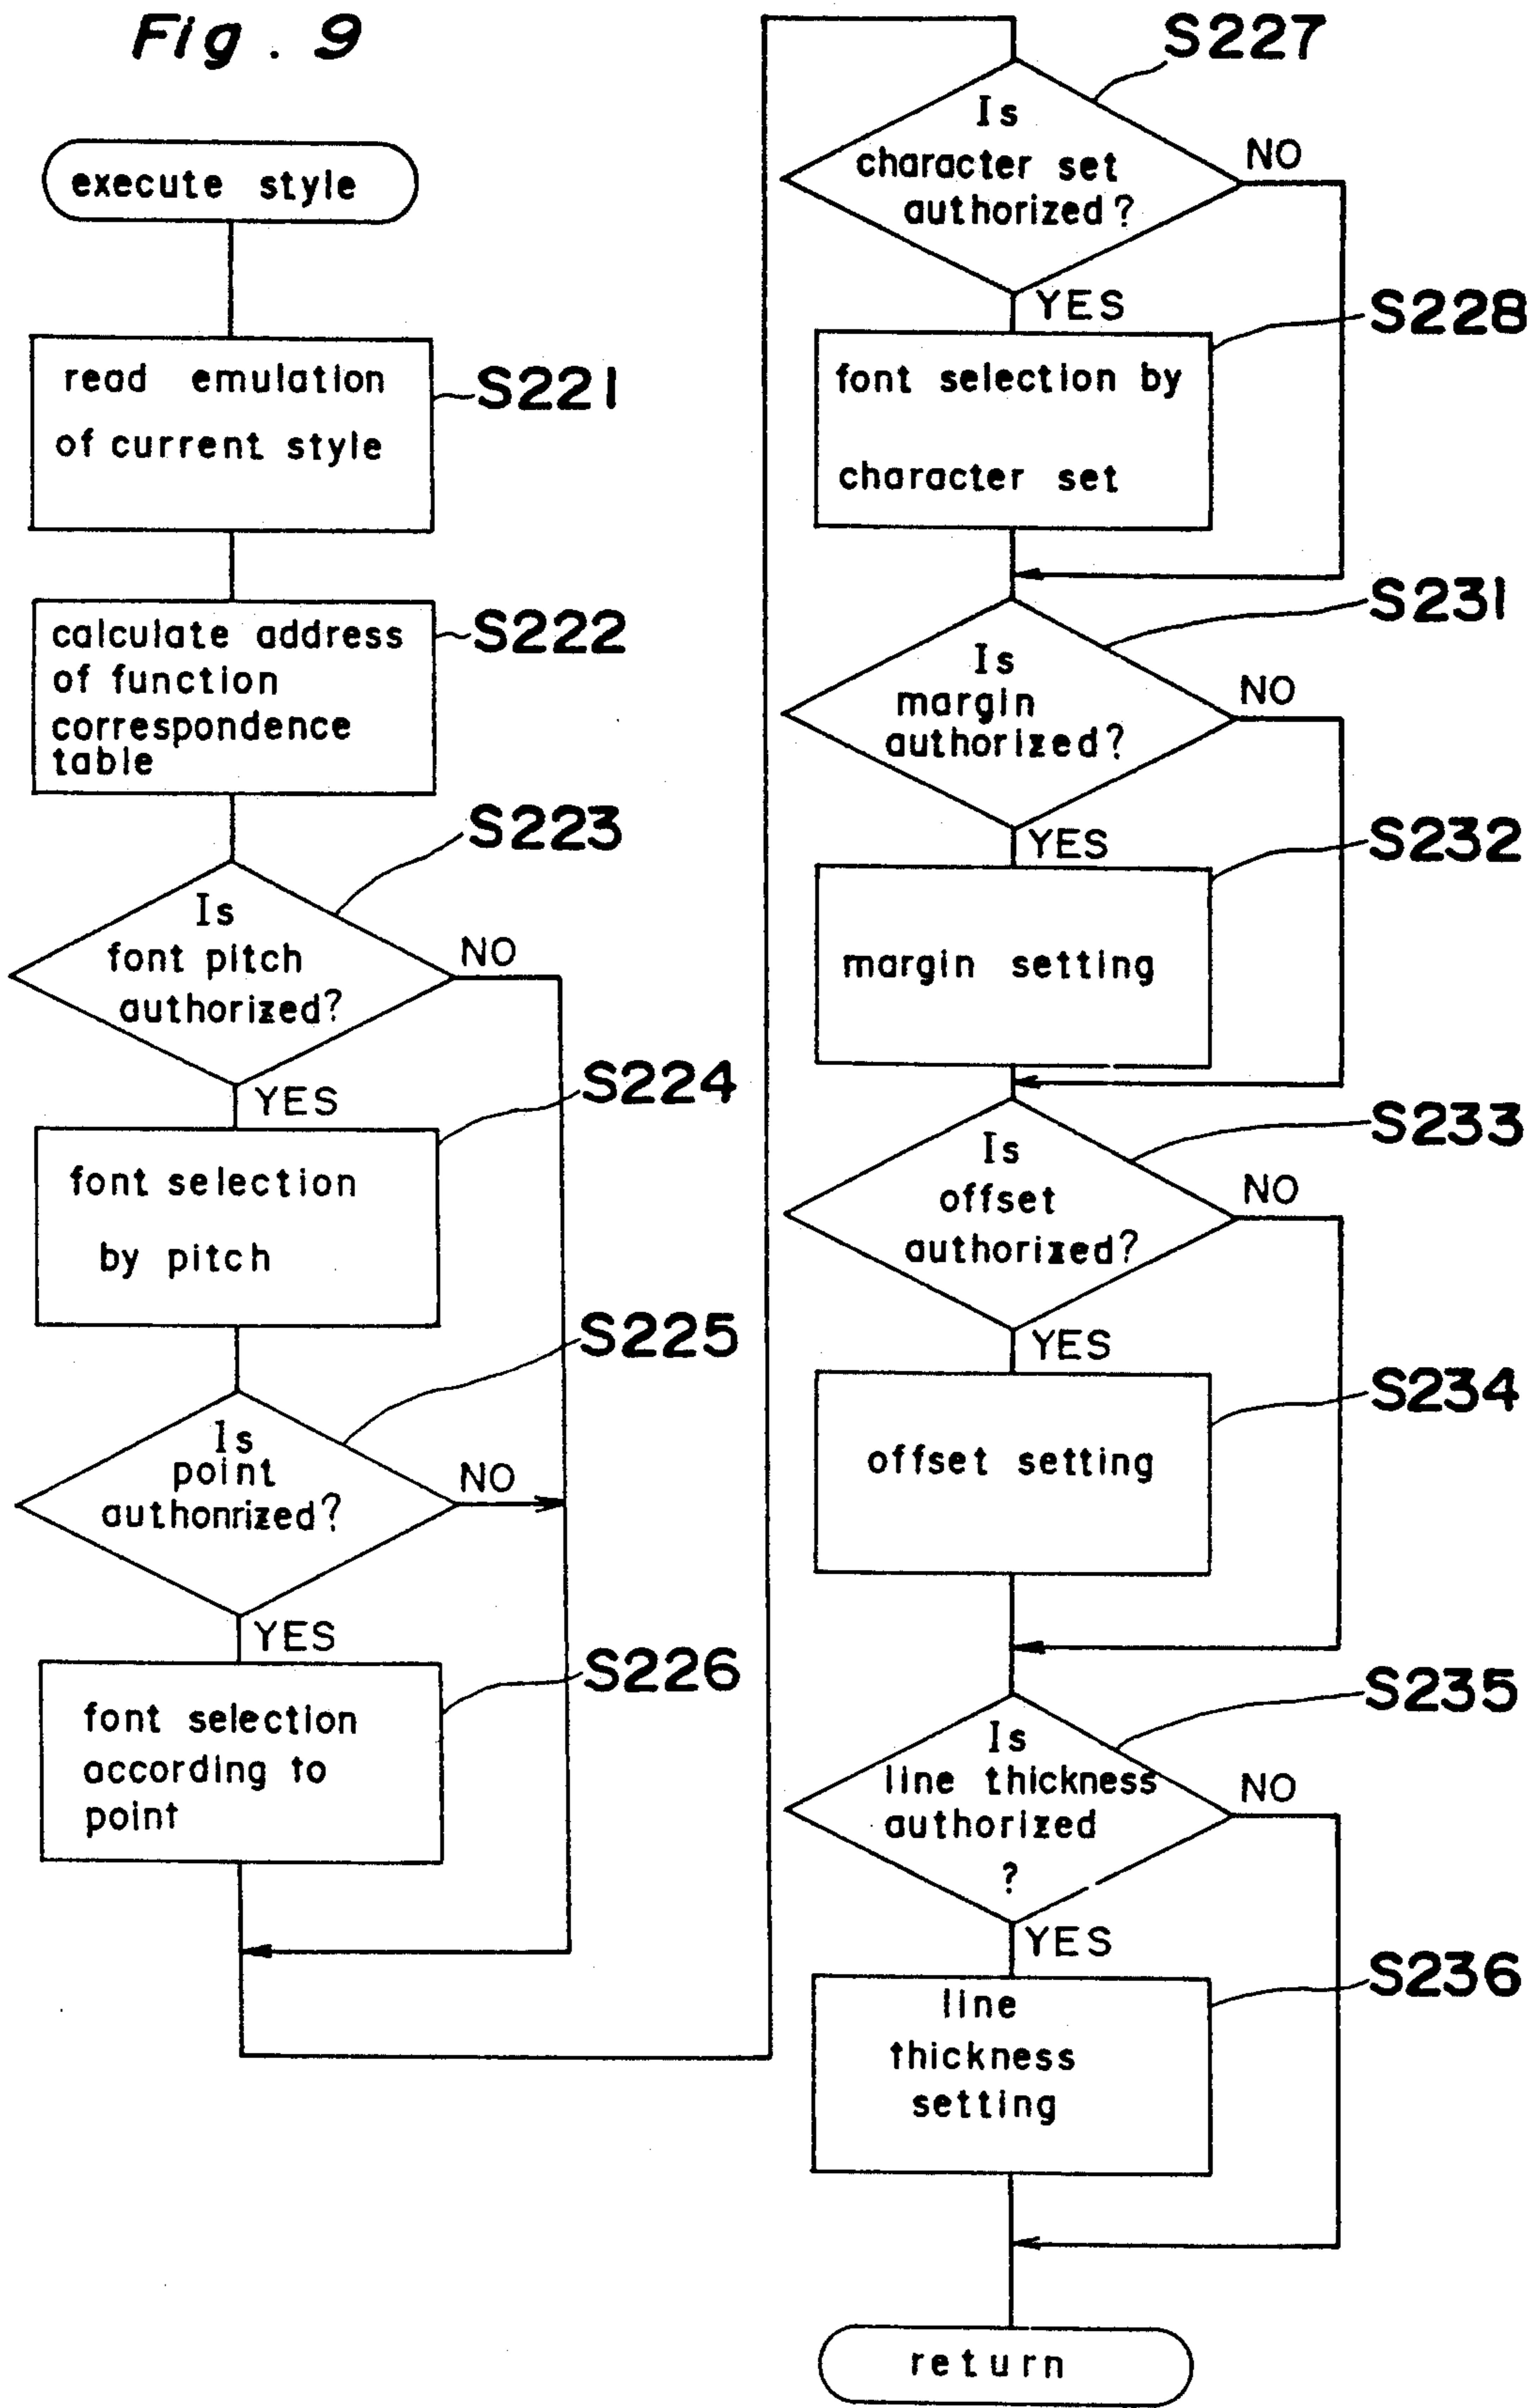 Fig. 9
execute style
read emulation
of current style
S221
calculate address
of function
correspondence
table
S222
S223
Is
font pitch
authorized?
NO
YES
S224
font selection
by pitch
S225
Is
point
authonrized?
NO
YES
S226
font selection
according to
point
S227
Is
character set
authorized?
NO
YES
S228
font selection by
character set
S231
Is
margin
authorized?
NO
YES
S232
margin setting
S233
Is
offset
authorized?
NO
YES
S234
offset setting
S235
Is
line thickness
authorized
?
NO
YES
S236
line
thickness
setting
return